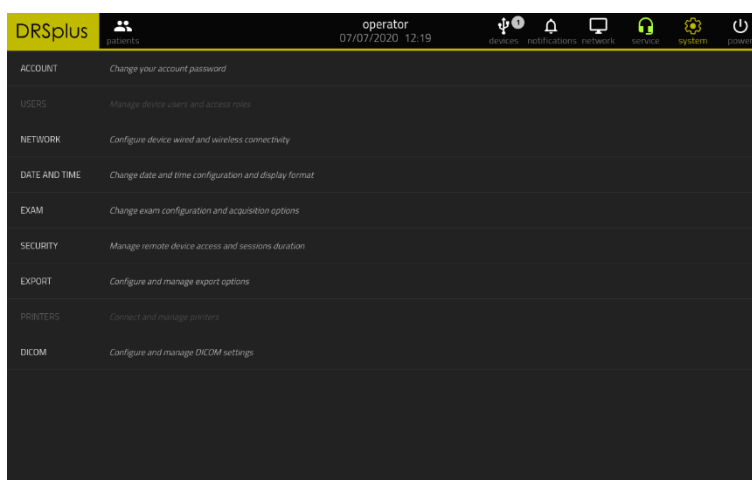 DRSplus
patients
operator
07/07/2020 12:19
1
devices notifications network service system power
ACCOUNT Change your account password
USERS Manage device users and access roles
NETWORK Configure device wired and wireless connectivity
DATE AND TIME Change date and time configuration and display format
EXAM Change exam configuration and acquisition options
SECURITY Manage remote device access and sessions duration
EXPORT Configure and manage export options
PRINTERS Connect and manage printers
DICOM Configure and manage DICOM settings